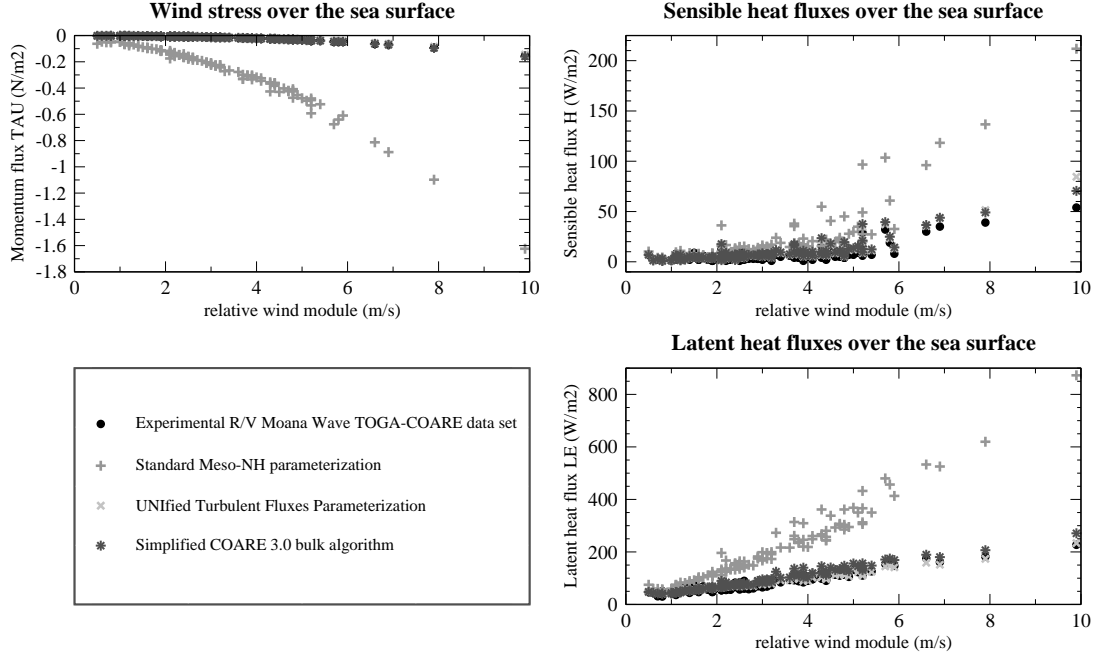 Wind stress over the sea surface
Momentum flux TAU (N/m2)
0
-0.2
-0.4
-0.6
-0.8
-1
-1.2
-1.4
-1.6
-1.8
0 2 4 6 8 10
relative wind module (m/s)
Sensible heat fluxes over the sea surface
Sensible heat flux H (W/m2)
200
150
100
50
0
0 2 4 6 8 10
relative wind module (m/s)
Experimental R/V Moana Wave TOGA-COARE data set
Standard Meso-NH parameterization
UNIfied Turbulent Fluxes Parameterization
Simplified COARE 3.0 bulk algorithm
Latent heat fluxes over the sea surface
Latent heat flux LE (W/m2)
800
600
400
200
0
0 2 4 6 8 10
relative wind module (m/s)